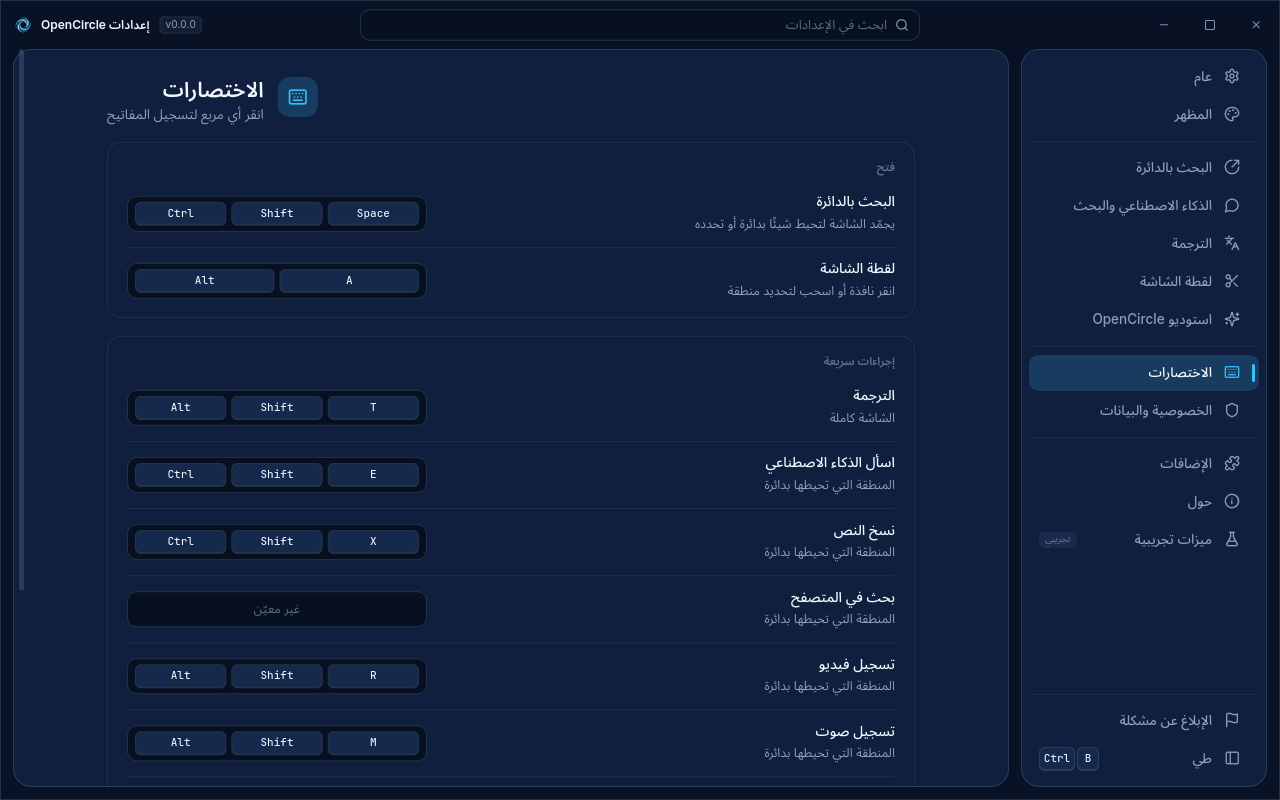 إعدادات OpenCircle
v0.0.0
ابحث في الإعدادات
عام
المظهر
البحث بالدائرة
الذكاء الاصطناعي والبحث
الترجمة
لقطة الشاشة
استوديو OpenCircle
الاختصارات
الخصوصية والبيانات
الإضافات
حول
ميزات تجريبية
تجريبي
الإبلاغ عن مشكلة
طي
Ctrl B
الاختصارات
انقر أي مربع لتسجيل المفاتيح
فتح
البحث بالدائرة
يجمّد الشاشة لتحيط شيئًا بدائرة أو تحدده
Ctrl Shift Space
لقطة الشاشة
انقر نافذة أو اسحب لتحديد منطقة
Alt A
إجراءات سريعة
الترجمة
الشاشة كاملة
Alt Shift T
اسأل الذكاء الاصطناعي
المنطقة التي تحيطها بدائرة
Ctrl Shift E
نسخ النص
المنطقة التي تحيطها بدائرة
Ctrl Shift X
بحث في المتصفح
المنطقة التي تحيطها بدائرة
غير معيّن
تسجيل فيديو
المنطقة التي تحيطها بدائرة
Alt Shift R
تسجيل صوت
المنطقة التي تحيطها بدائرة
Alt Shift M